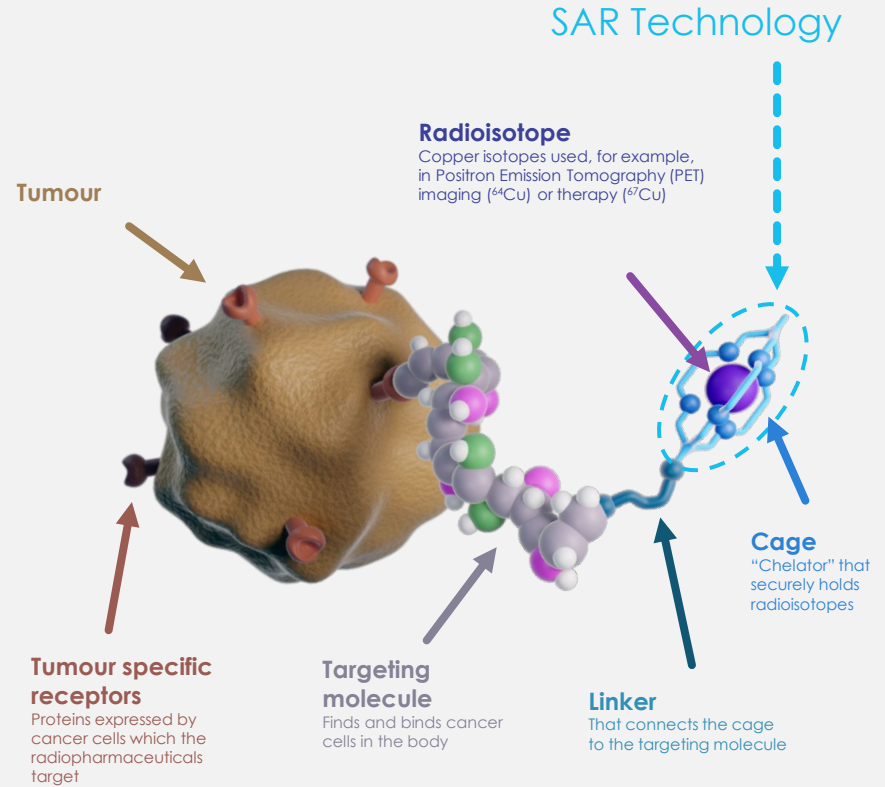 SAR Technology
Radioisotope
Copper isotopes used, for example,
in Positron Emission Tomography (PET)
imaging (⁶⁴Cu) or therapy (⁶⁷Cu)
Tumour
Cage
“Chelator” that
securely holds
radioisotopes
Tumour specific
receptors
Proteins expressed by
cancer cells which the
radiopharmaceuticals
target
Targeting
molecule
Finds and binds cancer
cells in the body
Linker
That connects the cage
to the targeting molecule